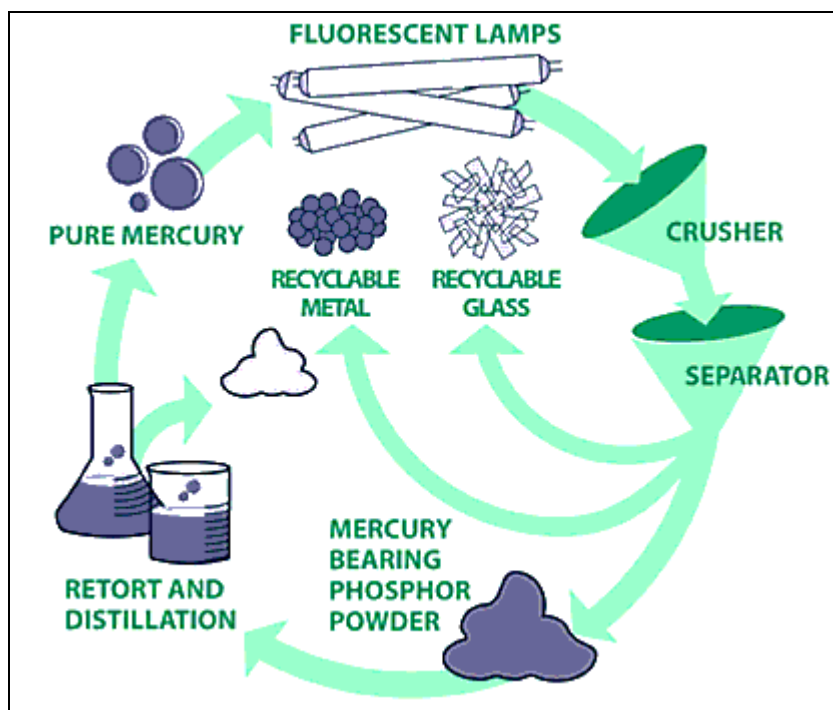 FLUORESCENT LAMPS
PURE MERCURY
RECYCLABLE
METAL
RECYCLABLE
GLASS
CRUSHER
SEPARATOR
MERCURY
BEARING
PHOSPHOR
POWDER
RETORT AND
DISTILLATION